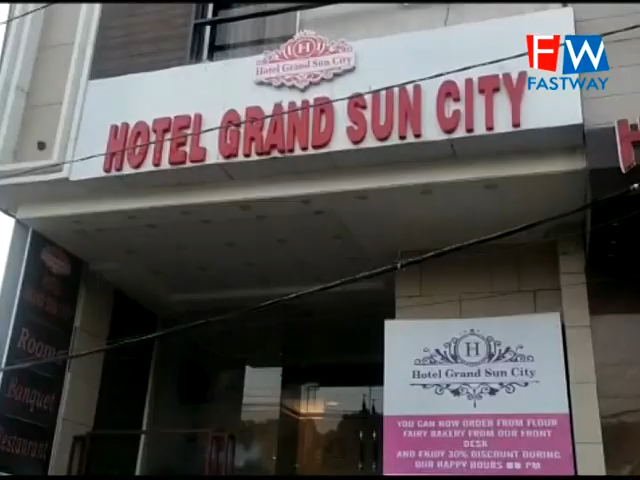 FW
FASTWAY
H
Hotel Grand Sun City
HOTEL GRAND SUN CITY
H
Hotel Grand Sun City
YOU CAN NOW ORDER FROM FLOUR
FAIRY BAKERY FROM OUR FRONT
DESK
AND ENJOY 30% DISCOUNT DURING
OUR HAPPY HOURS PM
Rooms
Banquet
Restaurant